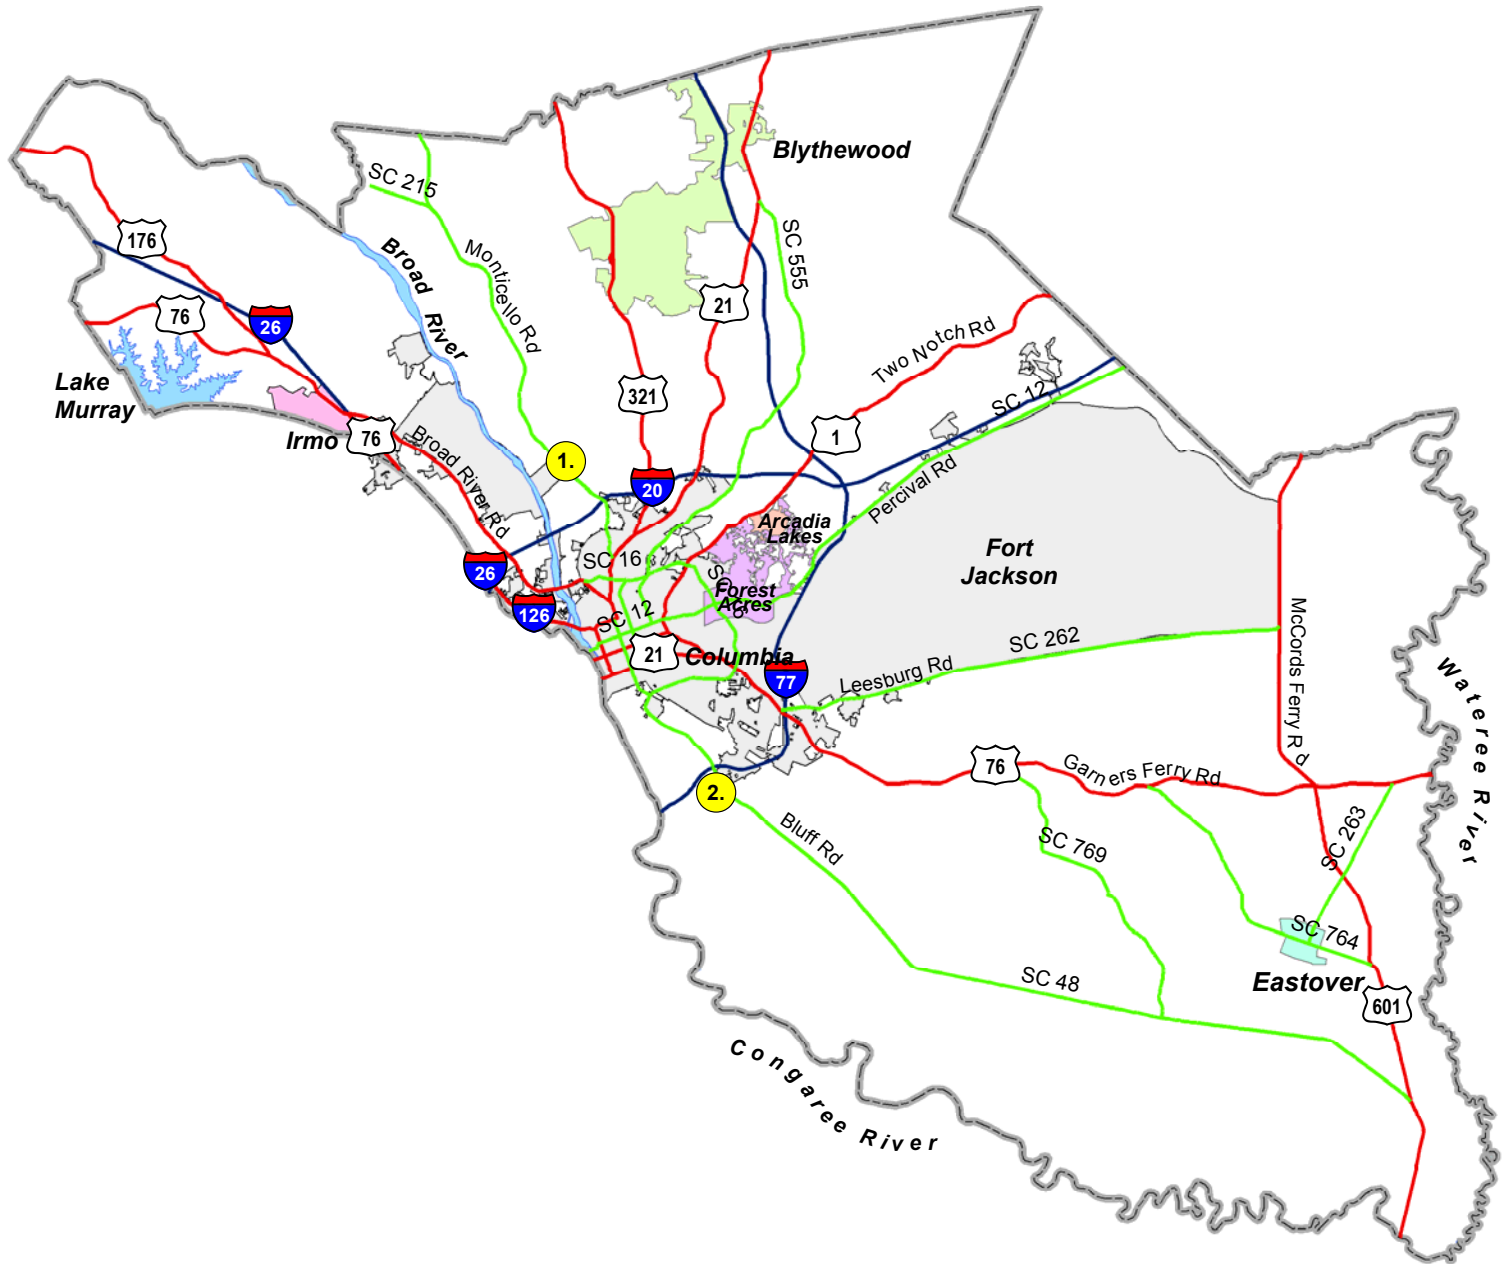 Blythewood
SC 215
176
Broad River
Monticello Rd
SC 555
76
26
21
Two Notch Rd
Lake
Murray
321
SC 12
Irmo
76
Broad River Rd
1
1.
20
Percival Rd
Arcadia
Lakes
Fort
Jackson
SC 16
26
Forest
Acres
126
SC 12
21
Columbia
77
Leesburg Rd
SC 262
McCords Ferry Rd
Wateree River
76
Garners Ferry Rd
2.
Bluff Rd
SC 769
SC 263
SC 764
SC 48
Eastover
601
Congaree River